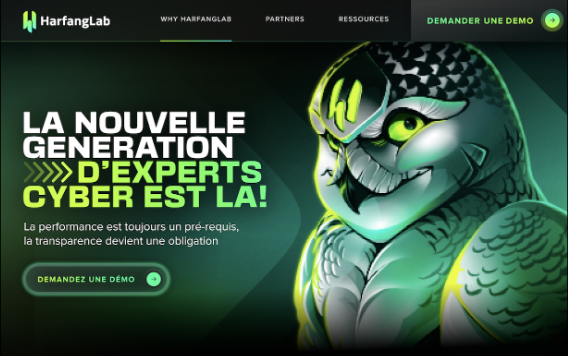 HarfangLab
WHY HARFANGLAB
PARTNERS
RESSOURCES
DEMANDER UNE DEMO
LA NOUVELLE
GENERATION
D'EXPERTS
CYBER EST LA!
La performance est toujours un pré-requis,
la transparence devient une obligation
DEMANDEZ UNE DÉMO